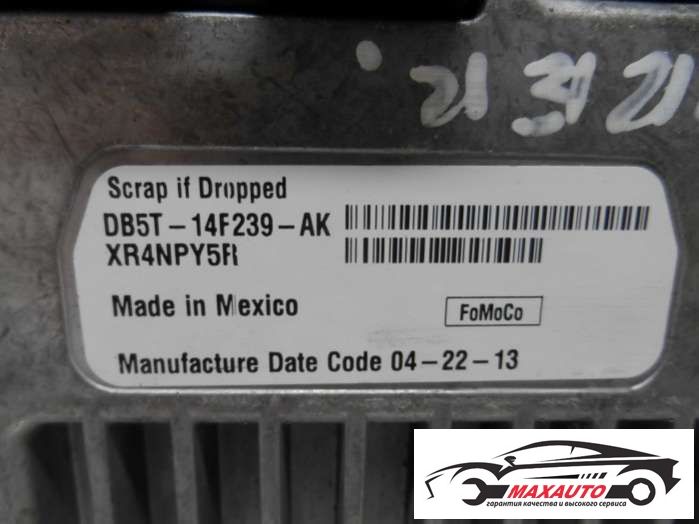 Scrap if Dropped
DB5T-14F239-AK
XR4NPY5R
Made in Mexico
FoMoCo
Manufacture Date Code 04-22-13
MAXAUTO
гарантия качества и высокого сервиса